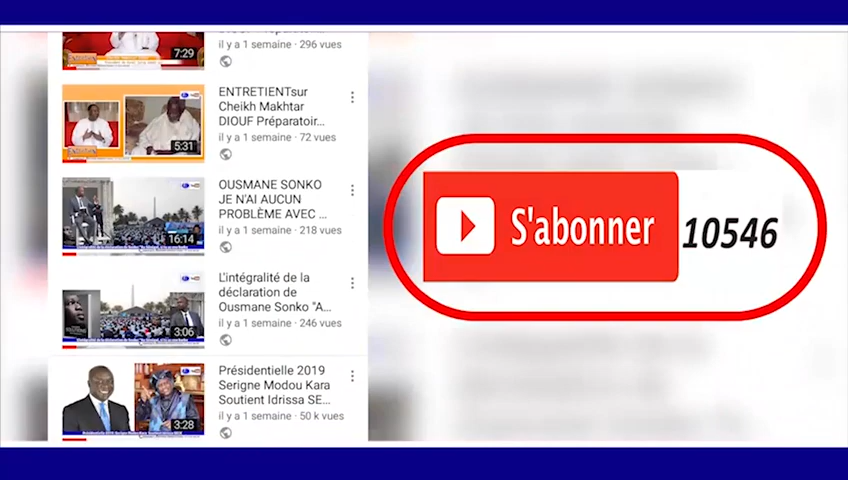 il y a 1 semaine · 296 vues
7:29
ENTRETIENTsur
Cheikh Makhtar
DIOUF Préparatoir...
il y a 1 semaine · 72 vues
5:31
OUSMANE SONKO
JE N'AI AUCUN
PROBLÈME AVEC ...
il y a 1 semaine · 218 vues
16:14
L'intégralité de la
déclaration de
Ousmane Sonko "A...
il y a 1 semaine · 246 vues
3:06
Présidentielle 2019
Serigne Modou Kara
Soutient Idrissa SE...
il y a 1 semaine · 50 k vues
3:28
S'abonner 10546